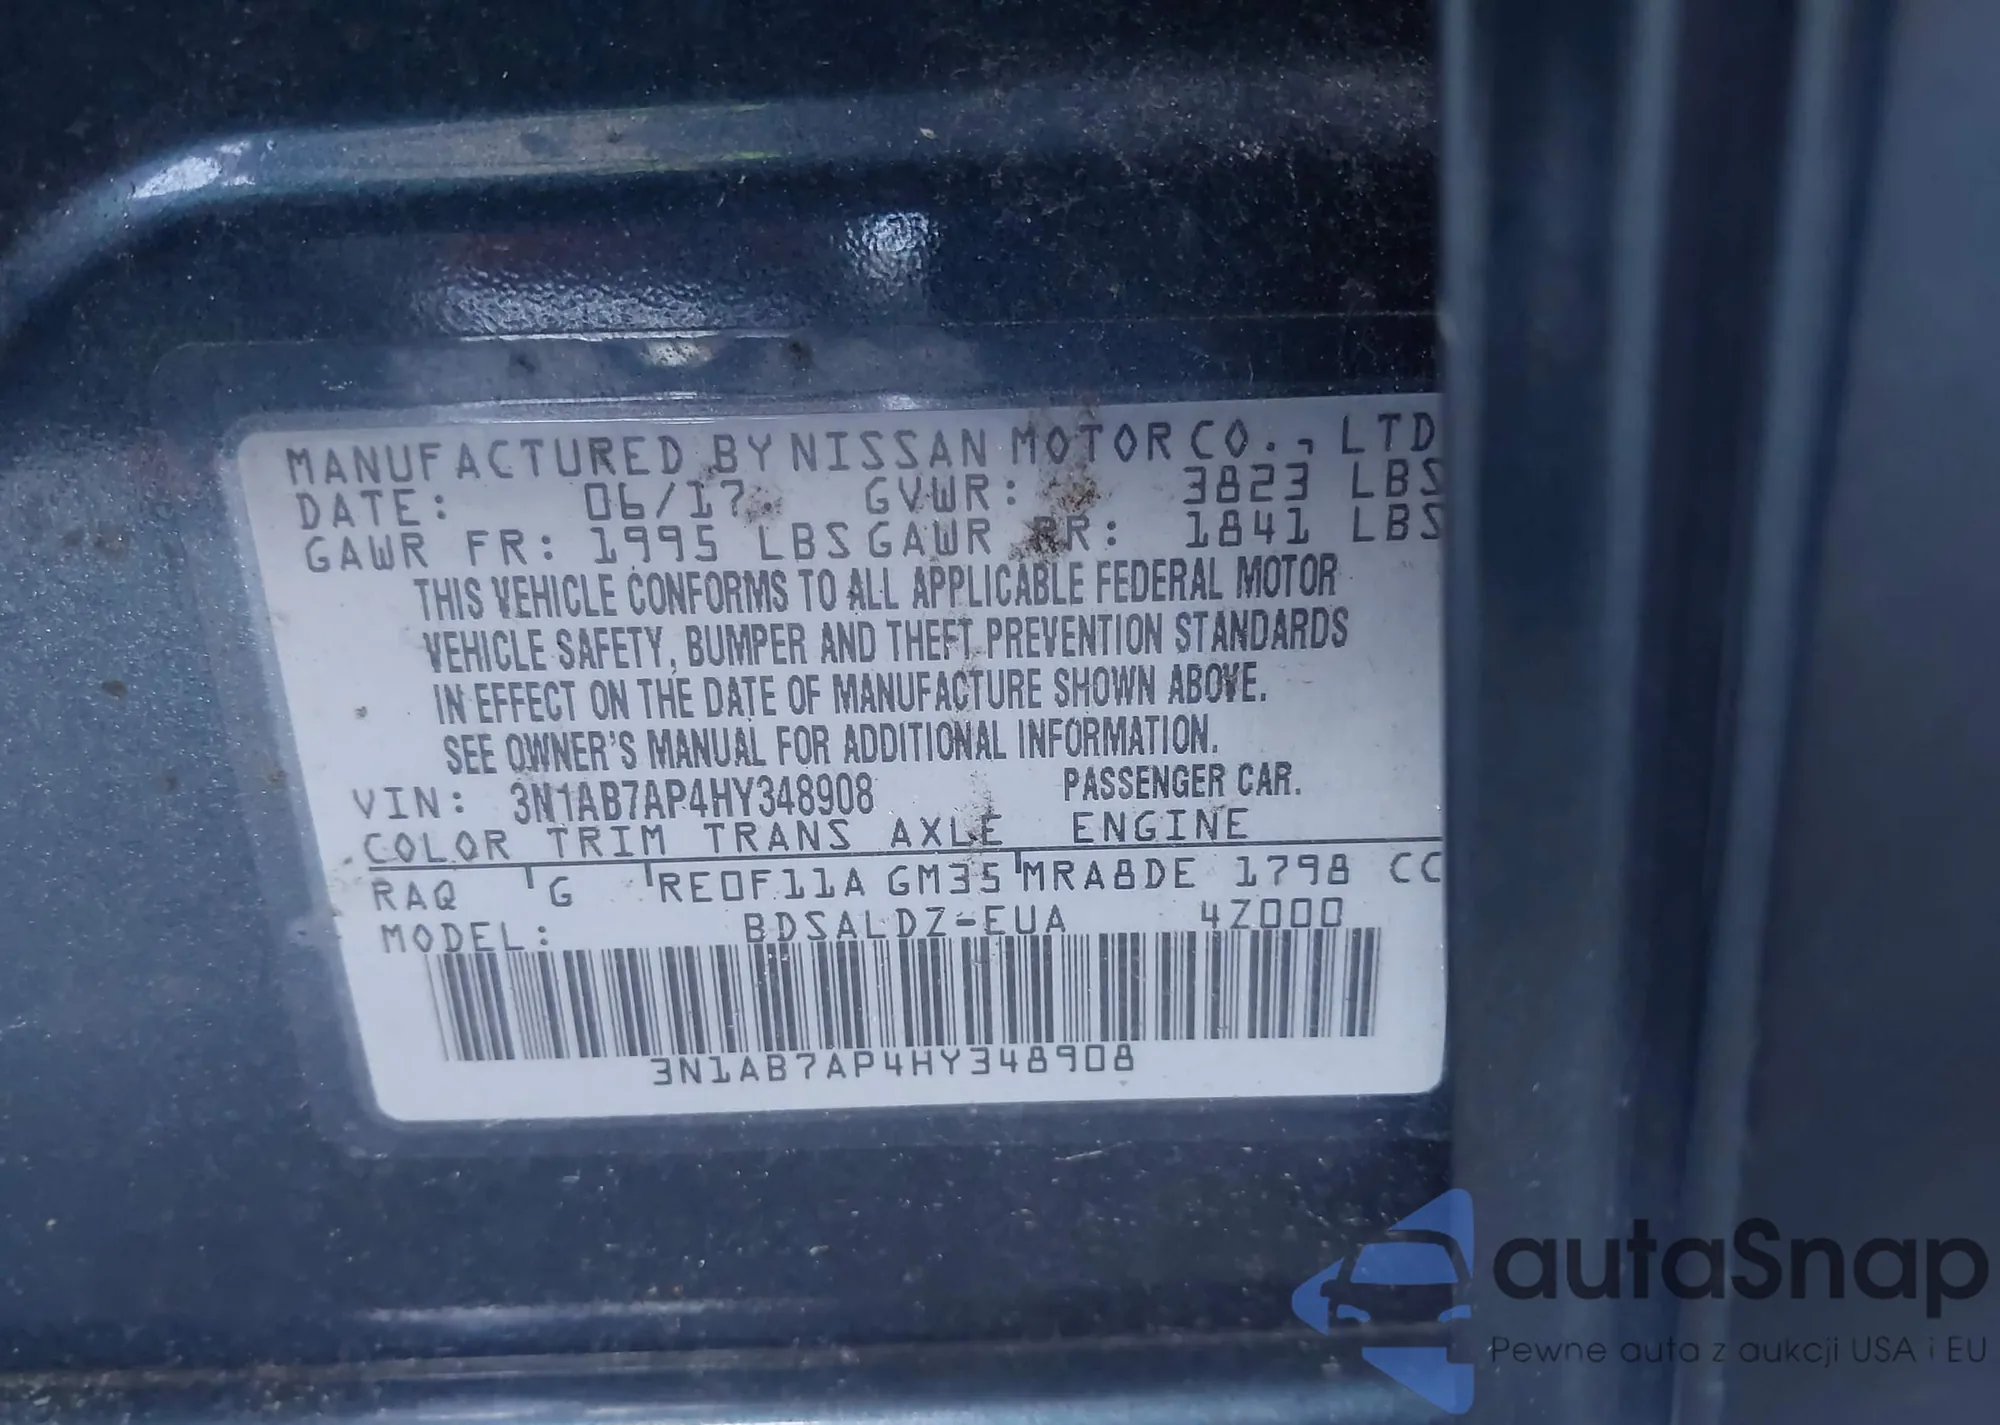 MANUFACTURED BY NISSAN MOTOR CO., LTD
DATE: 06/17 GVWR: 3823 LBS
GAWR FR: 1995 LBS GAWR RR: 1841 LBS
THIS VEHICLE CONFORMS TO ALL APPLICABLE FEDERAL MOTOR
VEHICLE SAFETY, BUMPER AND THEFT PREVENTION STANDARDS
IN EFFECT ON THE DATE OF MANUFACTURE SHOWN ABOVE.
SEE OWNER'S MANUAL FOR ADDITIONAL INFORMATION.
VIN: 3N1AB7AP4HY348908 PASSENGER CAR.
COLOR TRIM TRANS AXLE ENGINE
RAQ G RE0F11A GM35 MRA8DE 1798 CC
MODEL: BDSALDZ-EUA 4Z000
3N1AB7AP4HY348908
autaSnap
Pewne auta z aukcji USA i EU